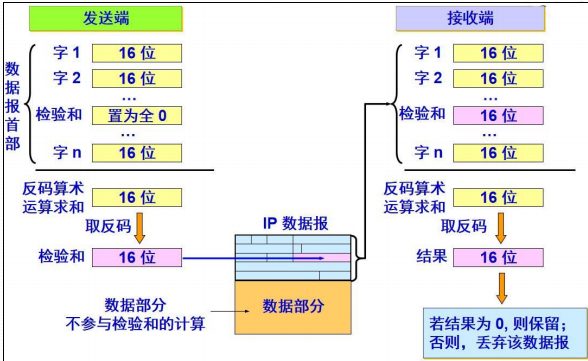 发送端
数据报首部
字 1
16 位
字 2
16 位
…
检验和
置为全 0
…
字 n
16 位
反码算术
运算求和
16 位
取反码
检验和
16 位
IP 数据报
数据部分
数据部分
不参与检验和的计算
接收端
字 1
16 位
字 2
16 位
…
检验和
16 位
…
字 n
16 位
反码算术
运算求和
16 位
取反码
结果
16 位
若结果为 0, 则保留；
否则，丢弃该数据报